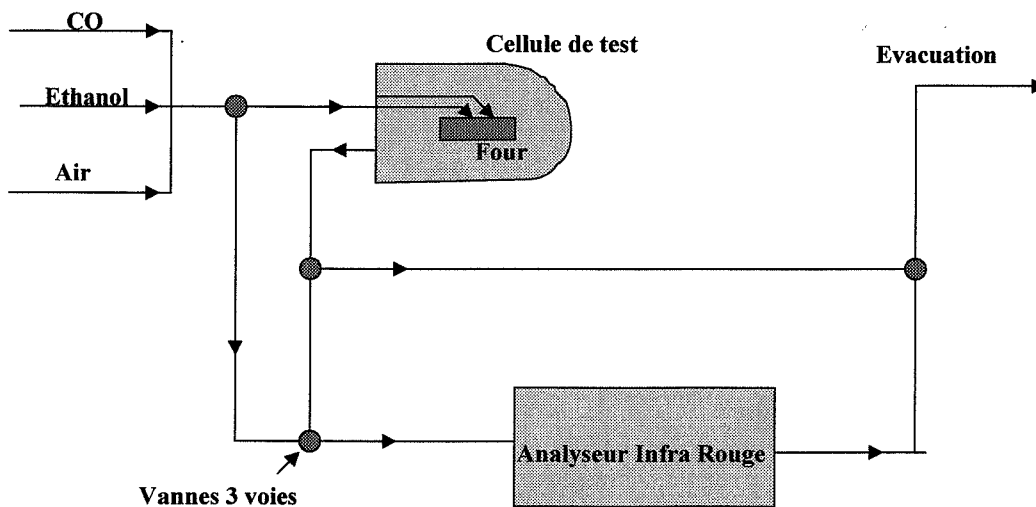 CO
Cellule de test
Evacuation
Ethanol
Four
Air
Analyseur Infra Rouge
Vannes 3 voies